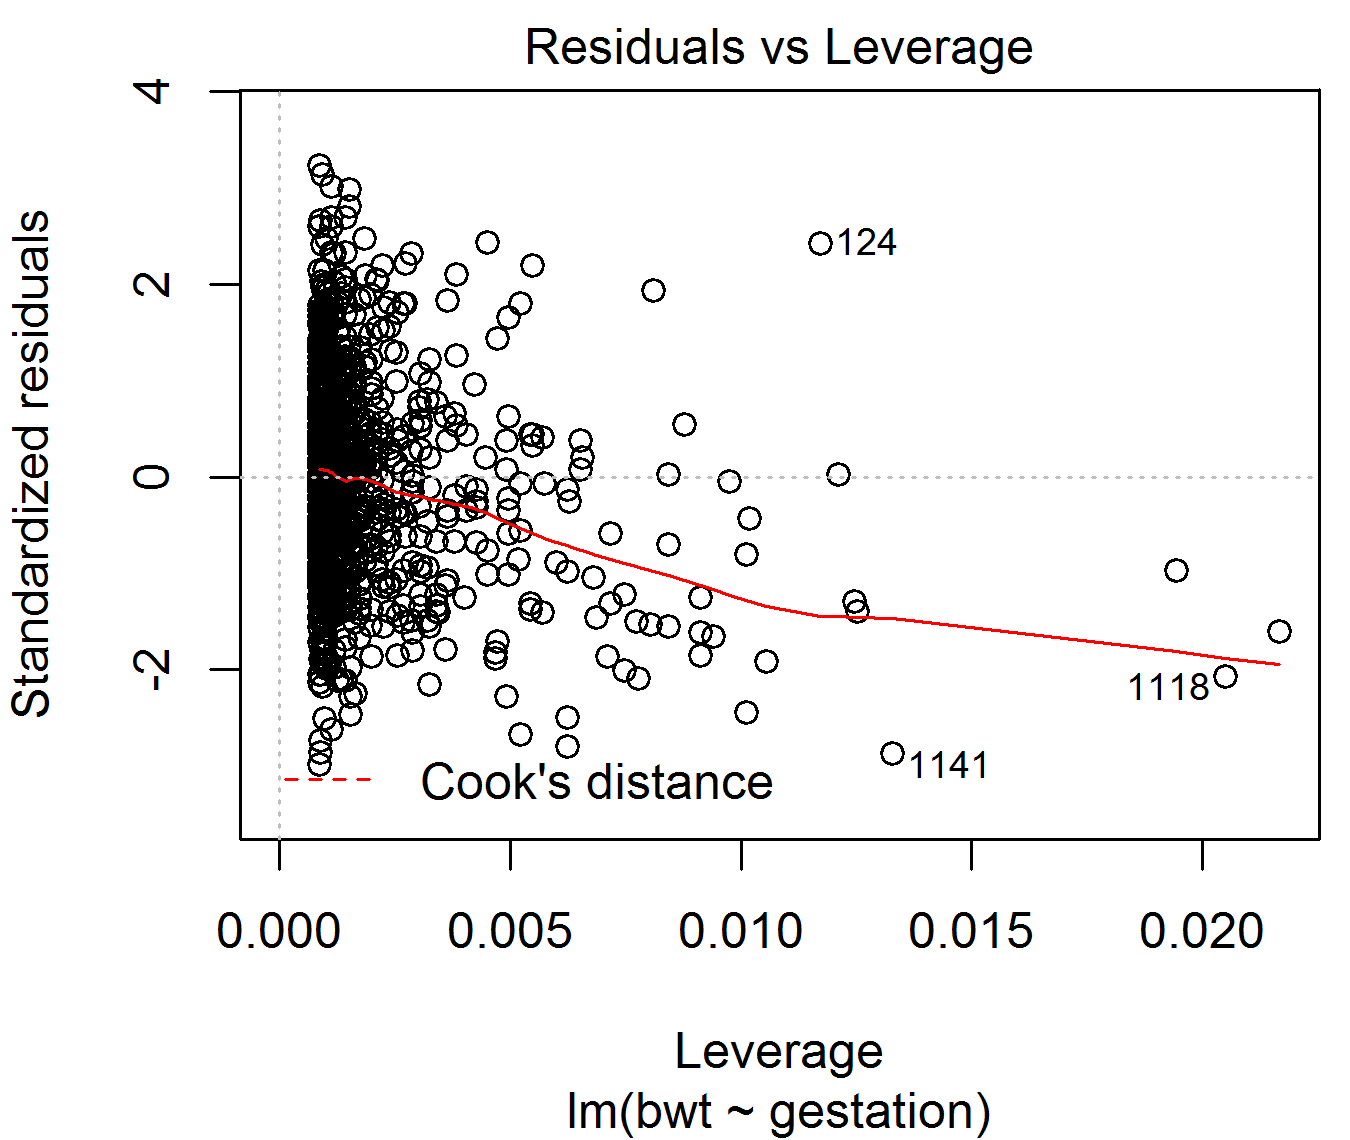 Residuals vs Leverage
Standardized residuals
4
2
0
-2
124
1118
1141
Cook's distance
0.000 0.005 0.010 0.015 0.020
Leverage
lm(bwt ~ gestation)